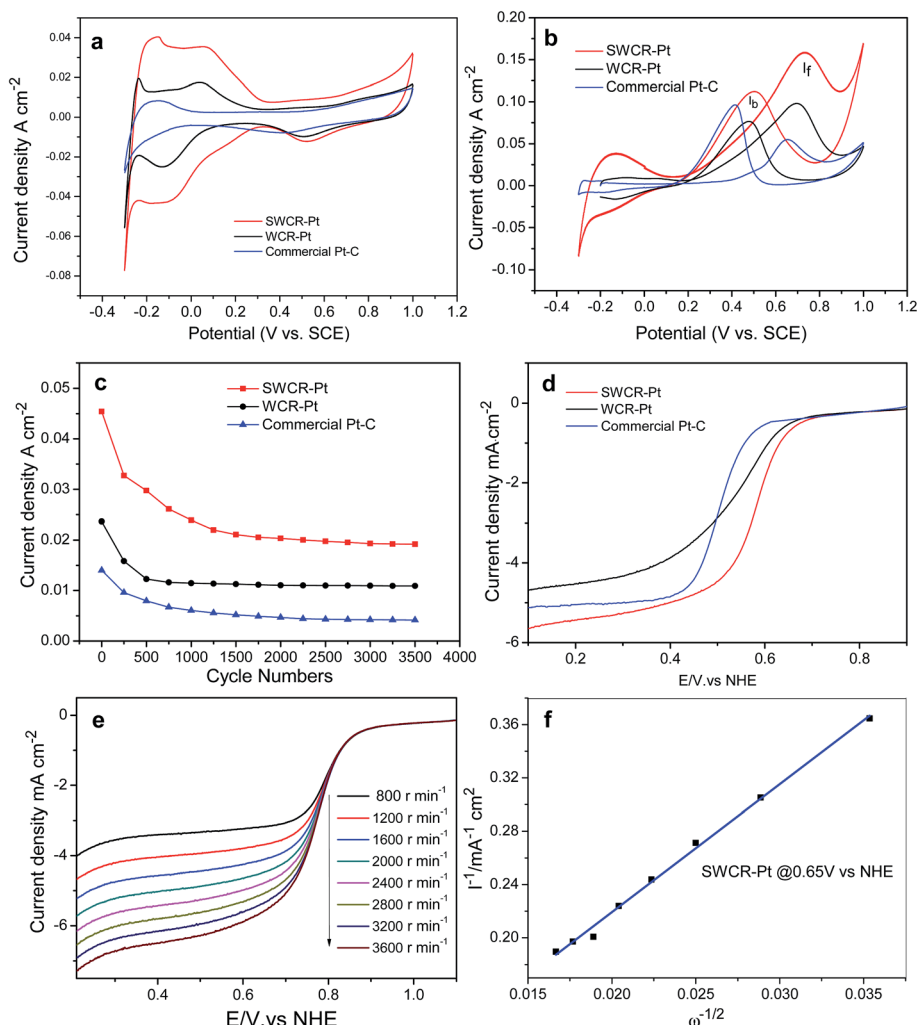 a
0.04
0.02
0.00
-0.02
-0.04
-0.06
-0.08
Current density A cm-2
SWCR-Pt
WCR-Pt
Commercial Pt-C
-0.4 -0.2 0.0 0.2 0.4 0.6 0.8 1.0 1.2
Potential (V vs. SCE)
b
0.20
0.15
0.10
0.05
0.00
0.05
-0.10
Current density A cm-2
SWCR-Pt
WCR-Pt
Commercial Pt-C
If
Ib
-0.4 -0.2 0.0 0.2 0.4 0.6 0.8 1.0 1.2
Potential (V vs. SCE)
c
0.05
0.04
0.03
0.02
0.01
0.00
Current density A cm-2
SWCR-Pt
WCR-Pt
Commercial Pt-C
0 500 1000 1500 2000 2500 3000 3500 4000
Cycle Numbers
d
0
-2
-4
-6
Current density mA·cm-2
SWCR-Pt
WCR-Pt
Commercial Pt-C
0.2 0.4 0.6 0.8
E/V.vs NHE
e
0
-2
-4
-6
Current density mA cm-2
800 r min-1
1200 r min-1
1600 r min-1
2000 r min-1
2400 r min-1
2800 r min-1
3200 r min-1
3600 r min-1
0.4 0.6 0.8 1.0
E/V.vs NHE
f
0.36
0.32
0.28
0.24
0.20
I-1/mA-1 cm2
SWCR-Pt @0.65V vs NHE
0.015 0.020 0.025 0.030 0.035
ω-1/2